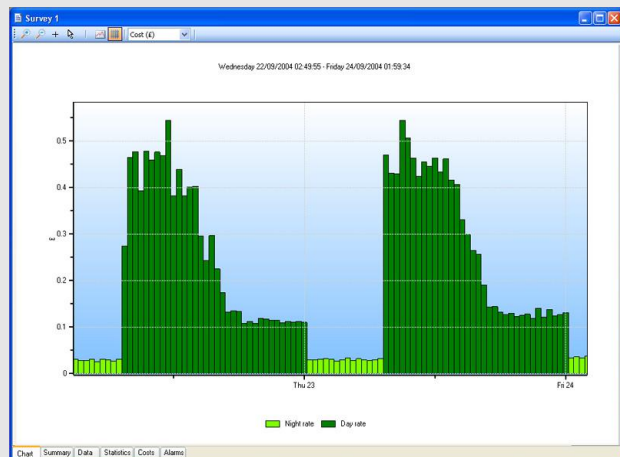 Survey 1
Cost (£)
Wednesday 22/09/2004 02:49:55 - Friday 24/09/2004 01:59:34
0.5
0.4
0.3
£
0.2
0.1
0
Thu 23
Fri 24
Night rate
Day rate
Chart Summary Data Statistics Costs Alarms